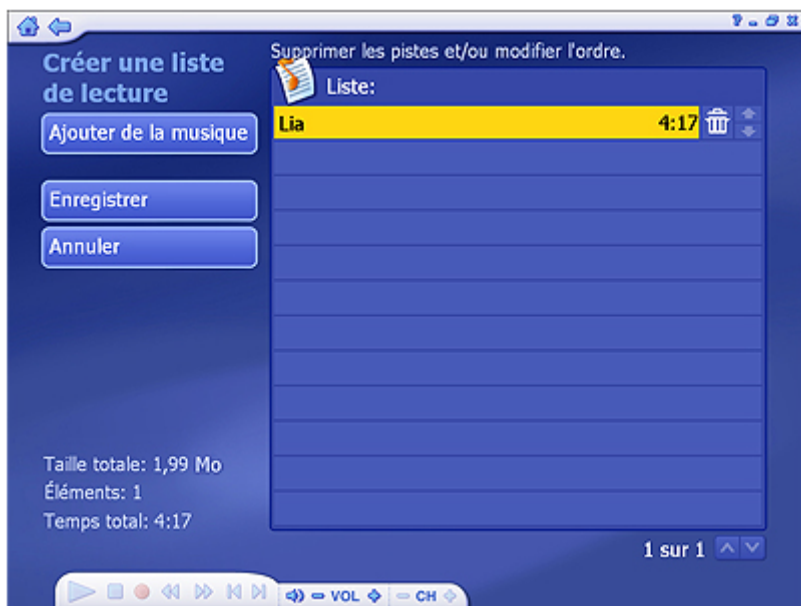 Supprimer les pistes et/ou modifier l'ordre.
Créer une liste
de lecture
Liste:
Ajouter de la musique
Lia 4:17
Enregistrer
Annuler
Taille totale: 1,99 Mo
Éléments: 1
Temps total: 4:17
1 sur 1
VOL CH